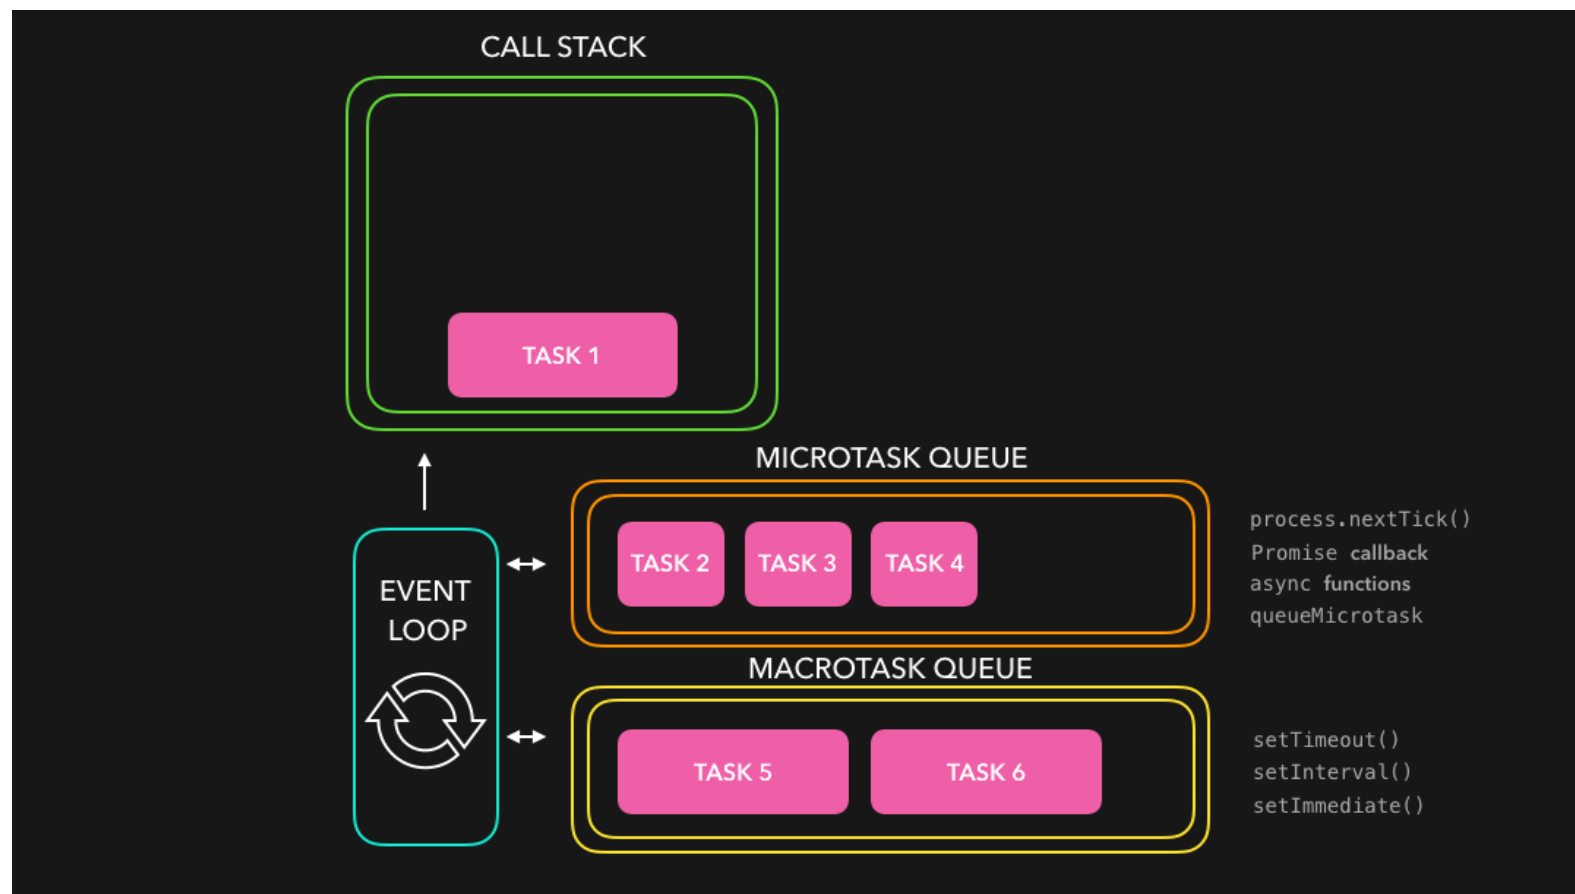 CALL STACK
TASK 1
MICROTASK QUEUE
TASK 2 TASK 3 TASK 4
process.nextTick()
Promise callback
async functions
queueMicrotask
EVENT
LOOP
MACROTASK QUEUE
TASK 5 TASK 6
setTimeout()
setInterval()
setImmediate()